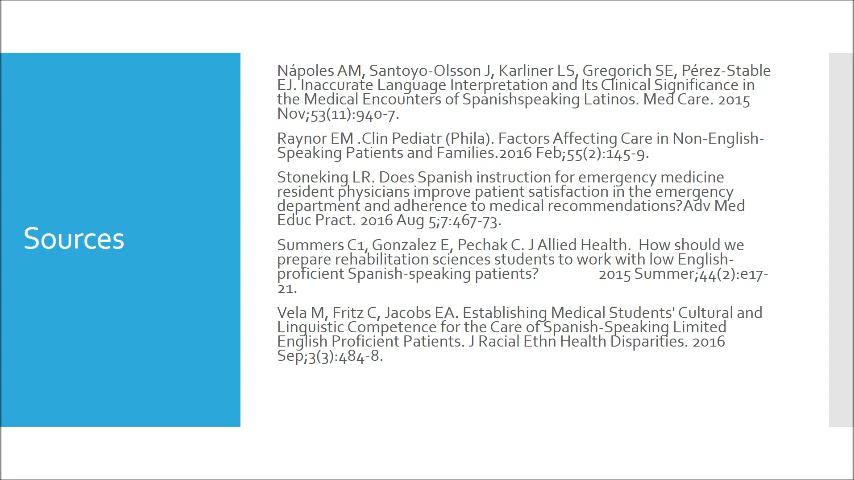 Sources
Nápoles AM, Santoyo-Olsson J, Karliner LS, Gregorich SE, Pérez-Stable
EJ. Inaccurate Language Interpretation and Its Clinical Significance in
the Medical Encounters of Spanishspeaking Latinos. Med Care. 2015
Nov;53(11):940-7.
Raynor EM .Clin Pediatr (Phila). Factors Affecting Care in Non-English-
Speaking Patients and Families.2016 Feb;55(2):145-9.
Stoneking LR. Does Spanish instruction for emergency medicine
resident physicians improve patient satisfaction in the emergency
department and adherence to medical recommendations?Adv Med
Educ Pract. 2016 Aug 5;7:467-73.
Summers C1, Gonzalez E, Pechak C. J Allied Health.  How should we
prepare rehabilitation sciences students to work with low English-
proficient Spanish-speaking patients? 2015 Summer;44(2):e17-
21.
Vela M, Fritz C, Jacobs EA. Establishing Medical Students' Cultural and
Linguistic Competence for the Care of Spanish-Speaking Limited
English Proficient Patients. J Racial Ethn Health Disparities. 2016
Sep;3(3):484-8.